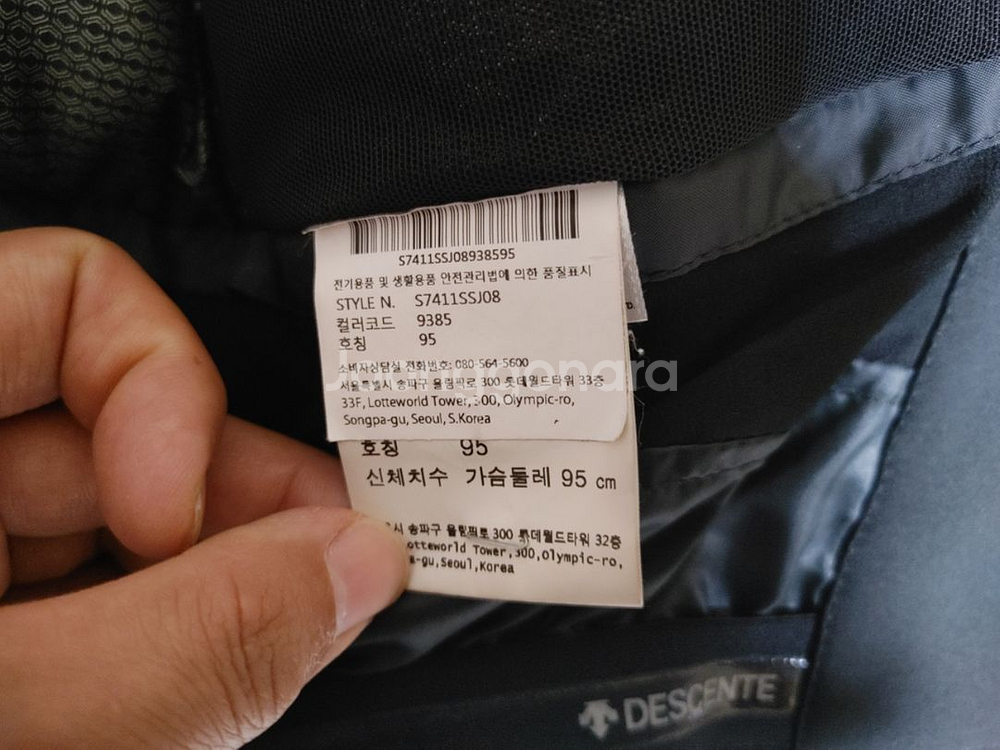 S7411SSJ08938595
전기용품 및 생활용품 안전관리법에 의한 품질표시
STYLE N. S7411SSJ08
컬러코드 9385
호칭 95
소비자상담실 전화번호: 080-564-5600
서울특별시 송파구 올림픽로 300 롯데월드타워 33층
33F, Lotteworld Tower, 300, Olympic-ro,
Songpa-gu, Seoul, S.Korea
호칭 95
신체치수 가슴둘레 95 cm
시 송파구 올림픽로 300 롯데월드타워 32층
otteworld Tower,300,olympic-ro,
a-gu,Seoul,Korea
DESCENTE
Joonggonara